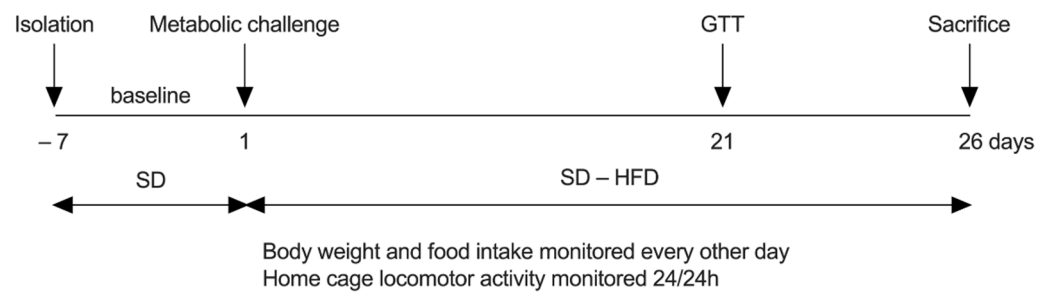 Isolation Metabolic challenge GTT Sacrifice
baseline
– 7 1 21 26 days
SD SD – HFD
Body weight and food intake monitored every other day
Home cage locomotor activity monitored 24/24h